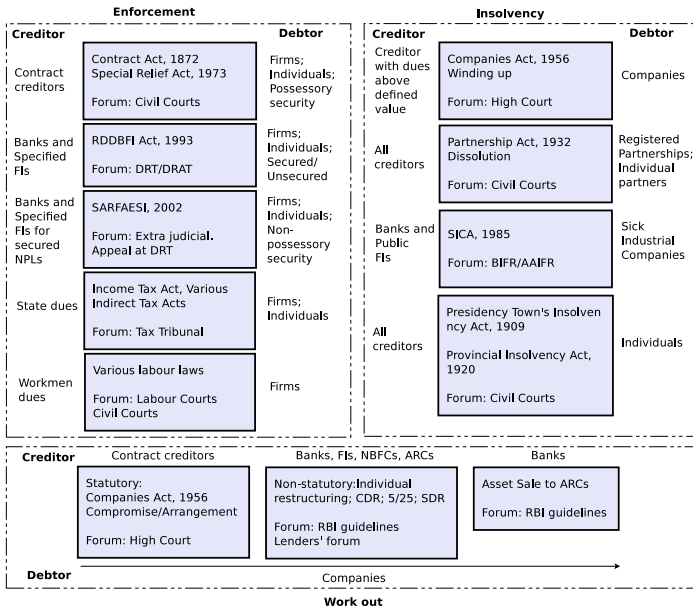 Enforcement
Creditor
Debtor
Contract
creditors
Contract Act, 1872
Special Relief Act, 1973
Forum: Civil Courts
Firms;
Individuals;
Possessory
security
Banks and
Specified
FIs
RDDBFI Act, 1993
Forum: DRT/DRAT
Firms;
Individuals;
Secured/
Unsecured
Banks and
Specified
FIs for
secured
NPLs
SARFAESI, 2002
Forum: Extra judicial.
Appeal at DRT
Firms;
Individuals;
Non-
possessory
security
State dues
Income Tax Act, Various
Indirect Tax Acts
Forum: Tax Tribunal
Firms;
Individuals
Workmen
dues
Various labour laws
Forum: Labour Courts
Civil Courts
Firms
Insolvency
Creditor
Debtor
Creditor
with dues
above
defined
value
Companies Act, 1956
Winding up
Forum: High Court
Companies
All
creditors
Partnership Act, 1932
Dissolution
Forum: Civil Courts
Registered
Partnerships;
Individual
partners
Banks and
Public
FIs
SICA, 1985
Forum: BIFR/AAIFR
Sick
Industrial
Companies
All
creditors
Presidency Town's Insolven
ncy Act, 1909
Provincial Insolvency Act,
1920
Forum: Civil Courts
Individuals
Creditor
Contract creditors
Banks, FIs, NBFCs, ARCs
Banks
Statutory:
Companies Act, 1956
Compromise/Arrangement
Forum: High Court
Non-statutory:Individual
restructuring; CDR; 5/25; SDR
Forum: RBI guidelines
Lenders' forum
Asset Sale to ARCs
Forum: RBI guidelines
Debtor
Companies
Work out